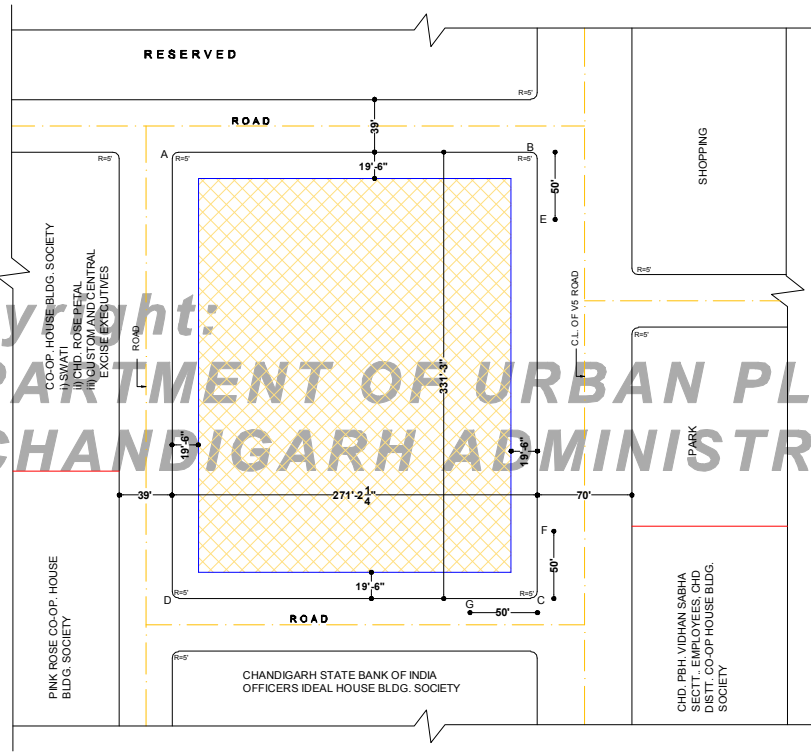 RESERVED
R=5'
ROAD
39'
R=5'
A
R=5'
19'-6"
B
R=5'
50'
E
SHOPPING
CO-OP. HOUSE BLDG. SOCIETY
i) SWATI
ii) CHD. ROSE PETAL
iii) CUSTOM AND CENTRAL
EXCISE EXECUTIVES
ROAD
C.L. OF V5 ROAD
R=5'
R=5'
yright:
PARTMENT OF URBAN PL
CHANDIGARH ADMINISTR
331'-3"
PARK
19'-6"
19'-6"
39'
271'-2 1/4"
70'
F
50'
19'-6"
D
R=5'
R=5'
C
G
50'
ROAD
R=5'
PINK ROSE CO-OP. HOUSE
BLDG. SOCIETY
CHANDIGARH STATE BANK OF INDIA
OFFICERS IDEAL HOUSE BLDG. SOCIETY
CHD. PBH. VIDHAN SABHA
SECTT.. EMPLOYEES, CHD
DISTT. CO-OP HOUSE BLDG.
SOCIETY